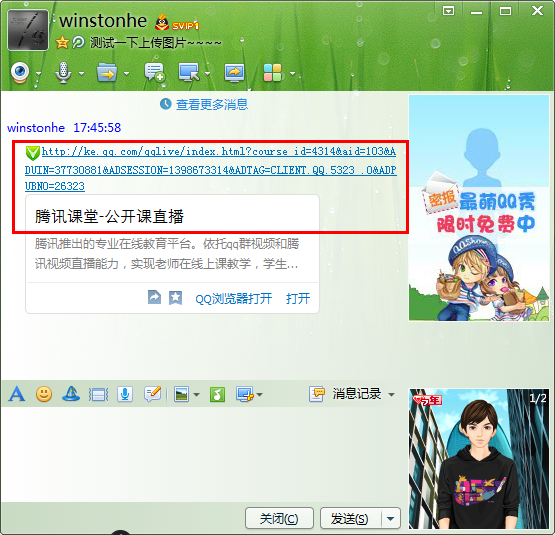 winstonhe SVIP1
测试一下上传图片~~~~
查看更多消息
winstonhe 17:45:58
http://ke.qq.com/qqlive/index.html?course_id=4314&aid=103&A
DUIN=37730881&ADSESSION=1398673314&ADTAG=CLIENT.QQ.5323_.0&ADP
UBNO=26323
腾讯课堂-公开课直播
腾讯推出的专业在线教育平台。依托qq群视频和腾
讯视频直播能力，实现老师在线上课教学，学生...
QQ浏览器打开 打开
密报
最萌QQ秀
限时免费中
消息记录
1/2
关闭(C)
发送(S)